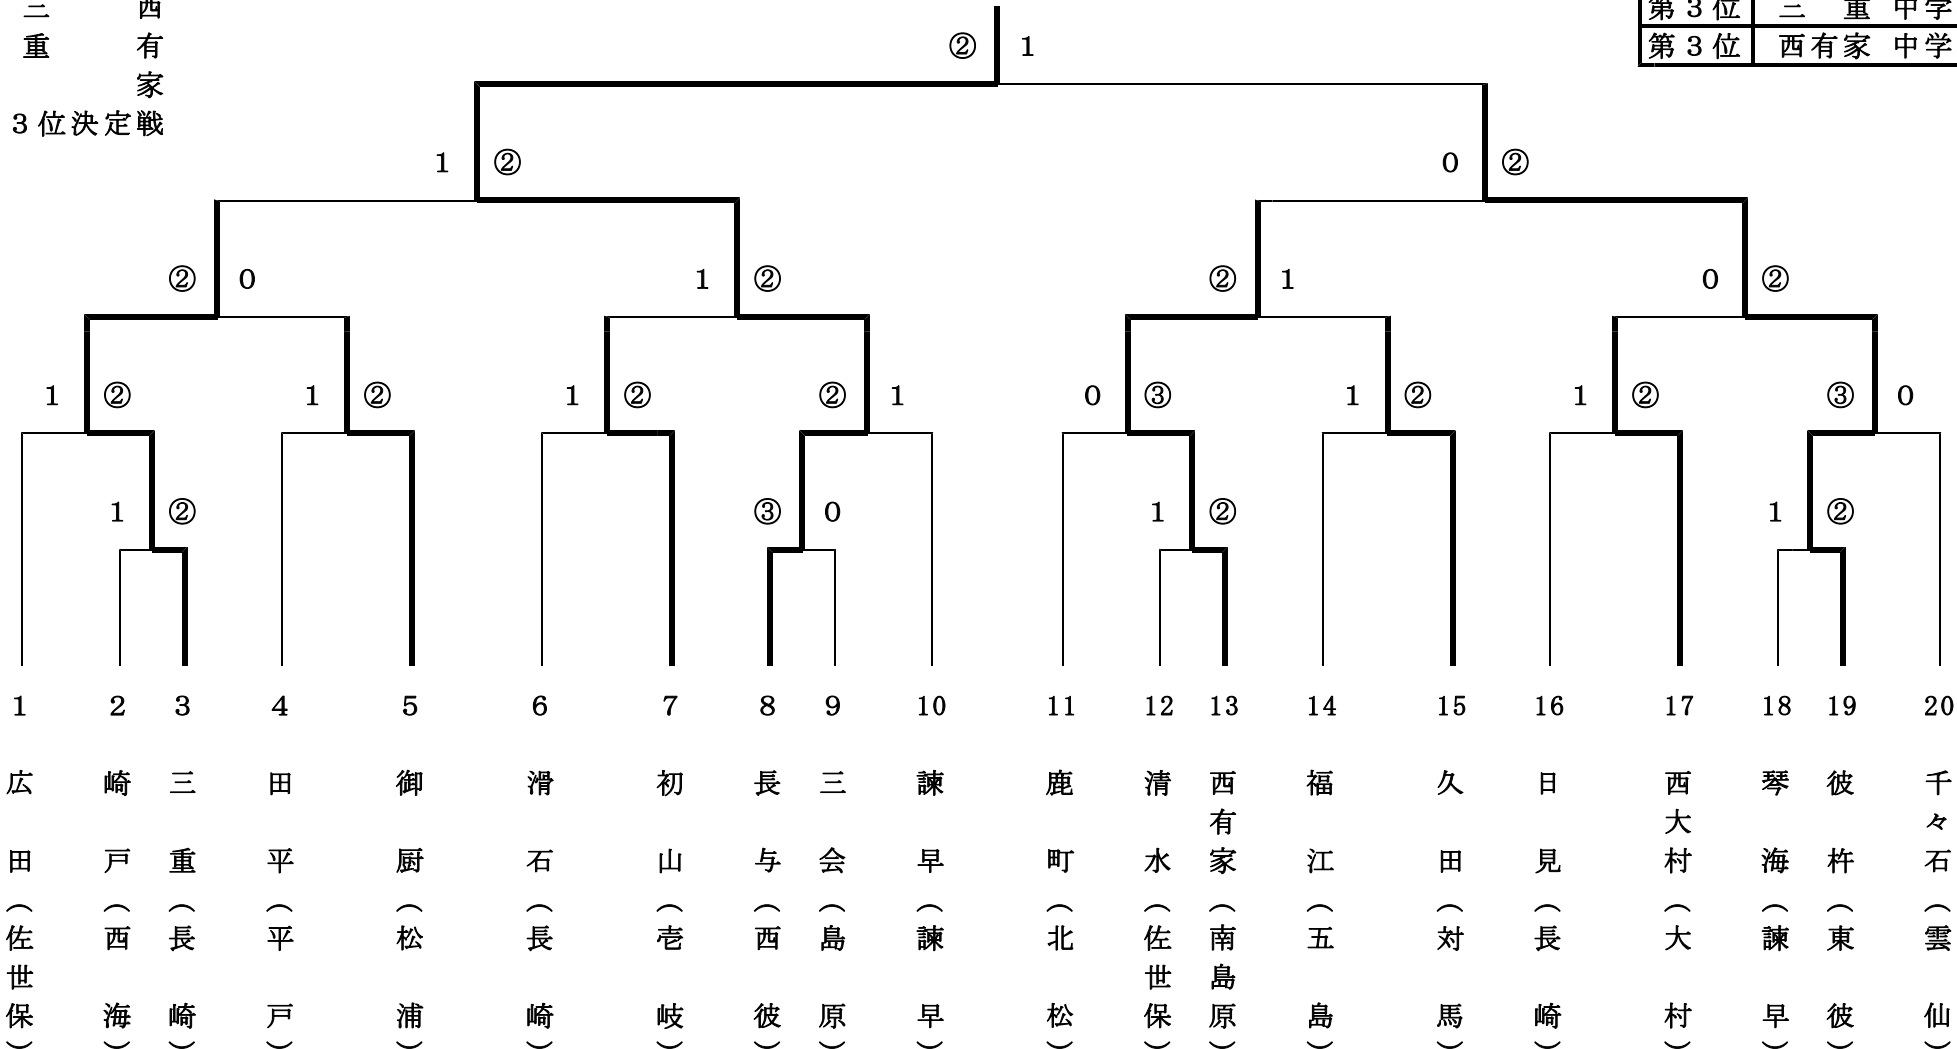 三 西
重 有
家
3位決定戦
第3位 三 重 中学
第3位 西有家 中学
② 1
1 ② 0 ②
② 0 1 ② ② 1 0 ②
1 ② 1 ② 1 ② ② 1 0 ③ 1 ② 1 ② ③ 0
1 ② ③ 0 1 ② 1 ②
1 2 3 4 5 6 7 8 9 10 11 12 13 14 15 16 17 18 19 20
広田（佐世保）
崎戸（西海）
三重（長崎）
田平（平戸）
御厨（松浦）
滑石（長崎）
初山（壱岐）
長与（西彼）
三会（島原）
諫早（諫早）
鹿町（北松）
清水（佐世保）
西有家（南島原）
福江（五島）
久田（対馬）
日見（長崎）
西大村（大村）
琴海（諫早）
彼杵（東彼）
千々石（雲仙）